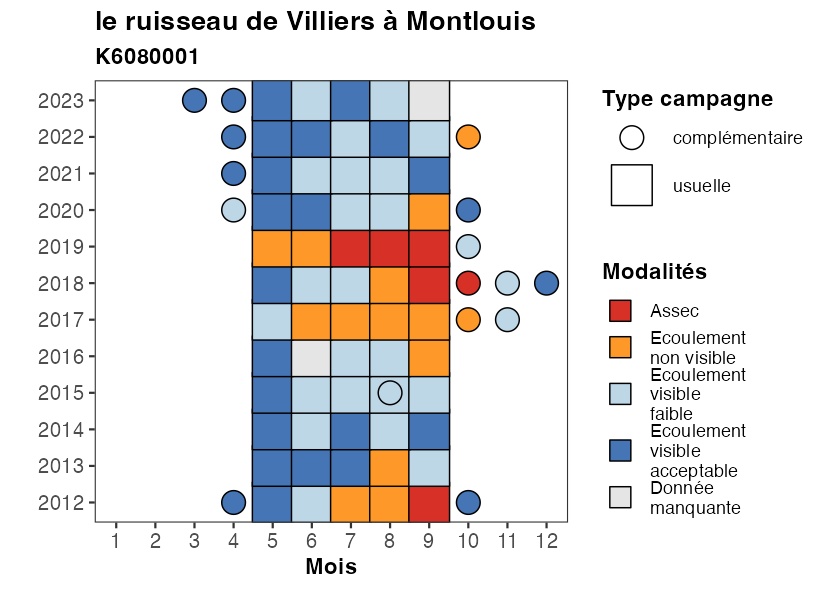 le ruisseau de Villiers à Montlouis
K6080001
2023
2022
2021
2020
2019
2018
2017
2016
2015
2014
2013
2012
1 2 3 4 5 6 7 8 9 10 11 12
Mois
Type campagne
complémentaire
usuelle
Modalités
Assec
Ecoulement
non visible
Ecoulement
visible
faible
Ecoulement
visible
acceptable
Donnée
manquante